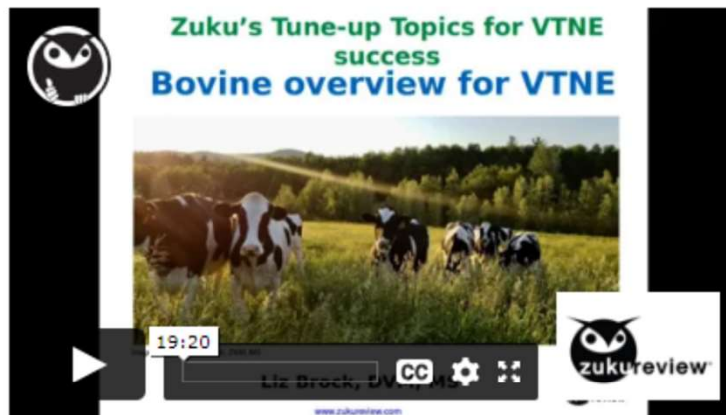 Zuku's Tune-up Topics for VTNE
success
Bovine overview for VTNE
19:20
CC
zukureview
Liz Brock, DVM, MS
www.zukureview.com